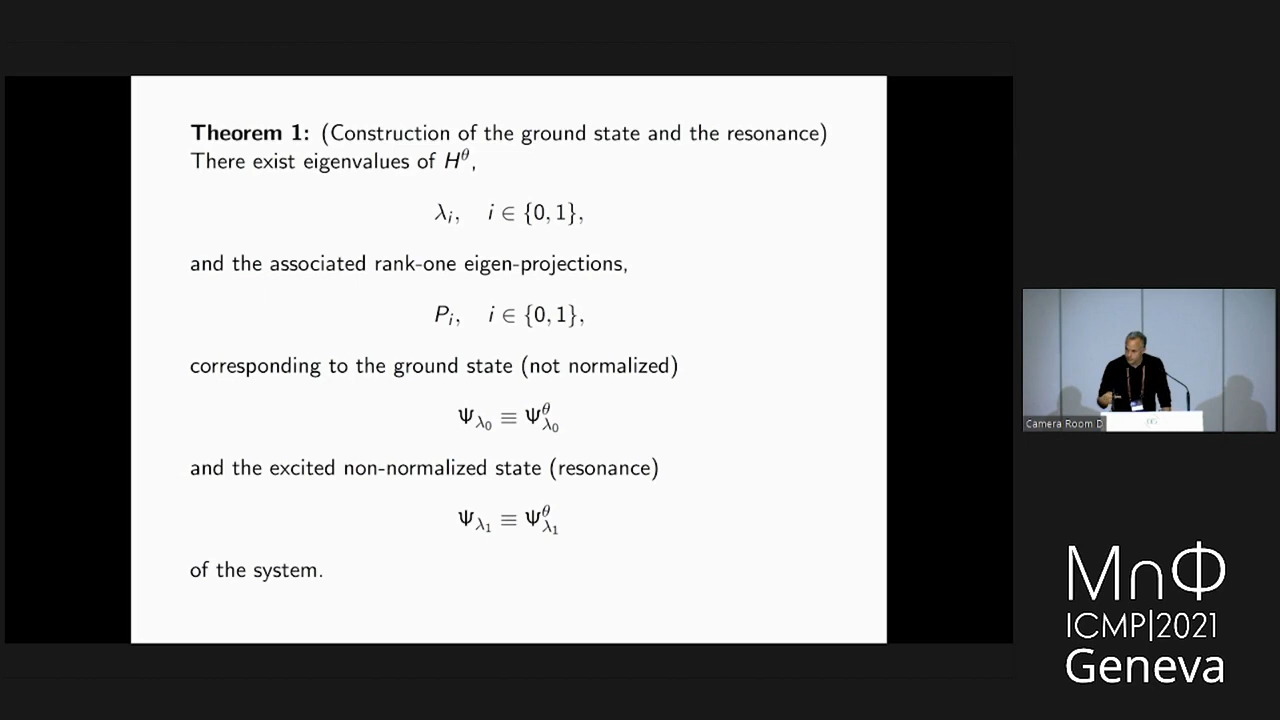 Theorem 1: (Construction of the ground state and the resonance)
There exist eigenvalues of H^θ,
λ_i, i ∈ {0, 1},
and the associated rank-one eigen-projections,
P_i, i ∈ {0, 1},
corresponding to the ground state (not normalized)
Ψ_{λ_0} ≡ Ψ^θ_{λ_0}
and the excited non-normalized state (resonance)
Ψ_{λ_1} ≡ Ψ^θ_{λ_1}
of the system.
Camera Room D
M∩Φ
ICMP|2021
Geneva